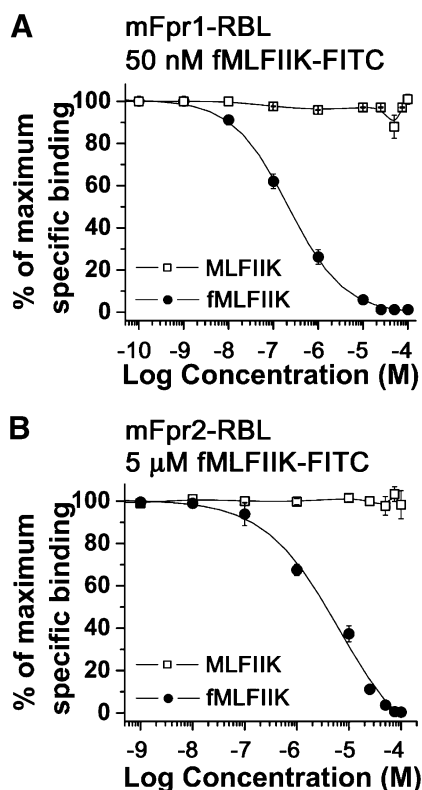 A
mFpr1-RBL
50 nM fMLFIIK-FITC
% of maximum
specific binding
100
80
60
40
20
0
MLFIIK
fMLFIIK
-10 -9 -8 -7 -6 -5 -4
Log Concentration (M)
B
mFpr2-RBL
5 μM fMLFIIK-FITC
% of maximum
specific binding
100
80
60
40
20
0
MLFIIK
fMLFIIK
-9 -8 -7 -6 -5 -4
Log Concentration (M)